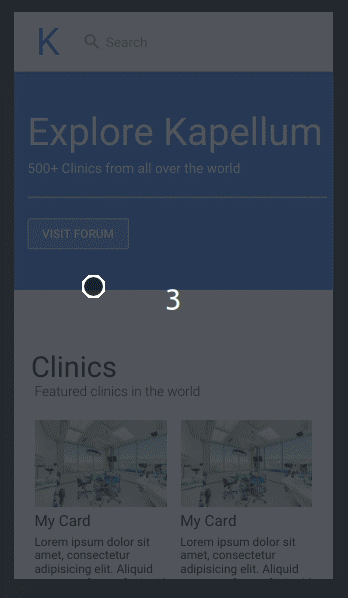 K
Search
Explore Kapellum
500+ Clinics from all over the world
VISIT FORUM
3
Clinics
Featured clinics in the world
My Card
Lorem ipsum dolor sit
amet, consectetur
adipisicing elit. Aliquid
My Card
Lorem ipsum dolor sit
amet, consectetur
adipisicing elit. Aliquid